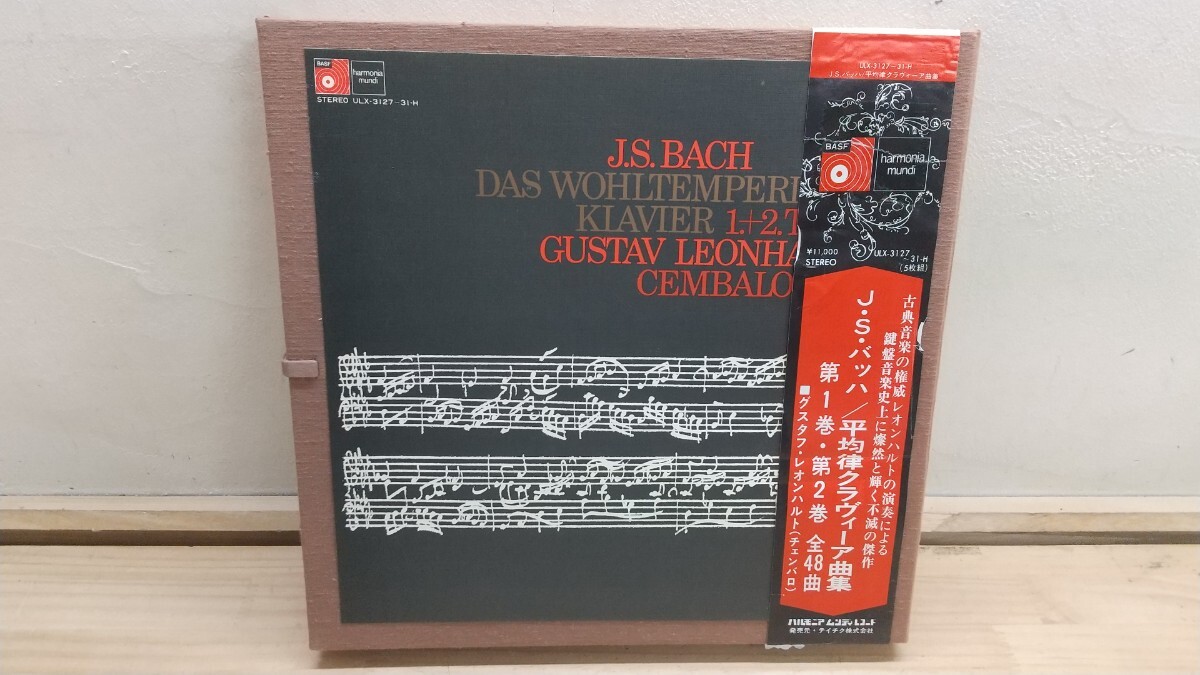 BASF
harmonia
mundi
STEREO ULX-3127-31-H
J.S.BACH
DAS WOHLTEMPERI
KLAVIER 1.+2.T
GUSTAV LEONHA
CEMBALO
ULX-3127-31-H
J.S.バッハ/平均律クラヴィーア曲集
BASF
harmonia
mundi
¥11,000
STEREO
ULX-3127
-31-H
(5枚組)
古典音楽の権威レオンハルトの演奏による
鍵盤音楽史上に燦然と輝く不滅の傑作
J・S・バッハ/平均律クラヴィーア曲集
第1巻・第2巻 全48曲
■グスタフ・レオンハルト(チェンバロ)
ハルモニア ムンディ レコード
発売元・テイチク株式会社